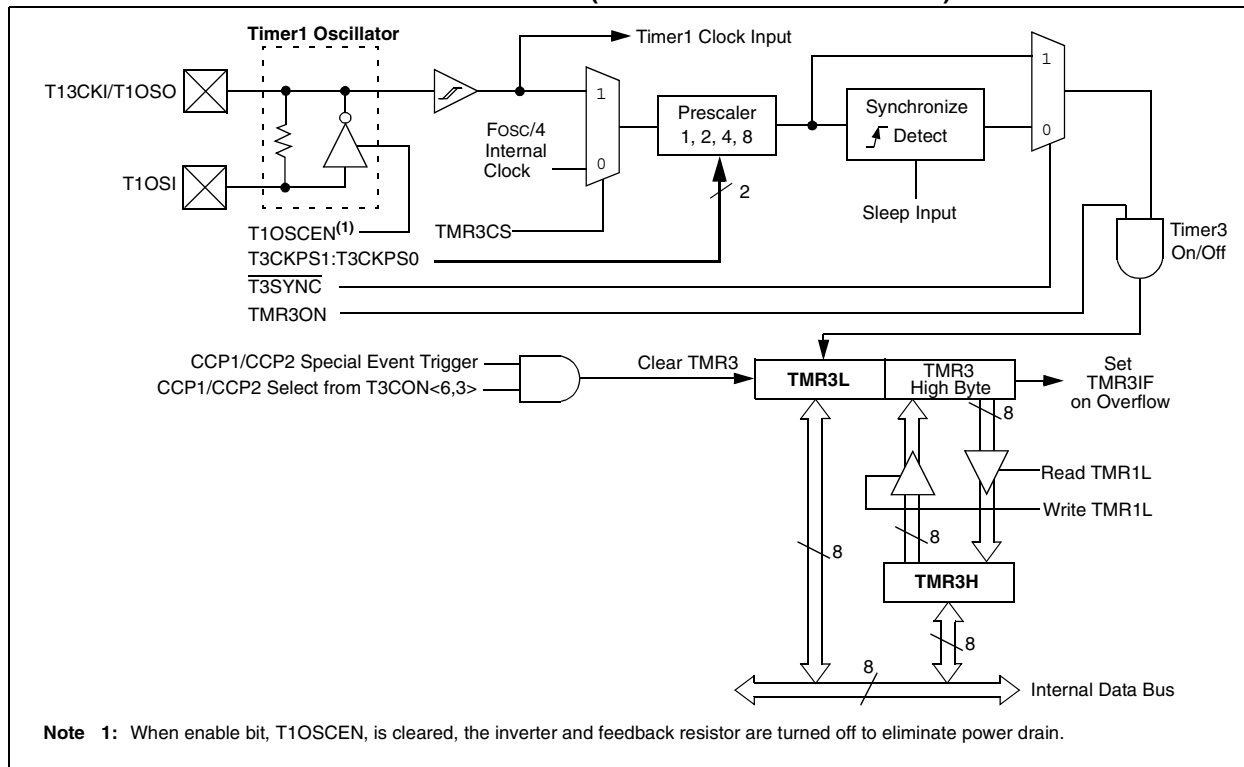 Timer1 Oscillator
Timer1 Clock Input
T13CKI/T1OSO
1
1
Prescaler
1, 2, 4, 8
Synchronize
Detect
FOSC/4
Internal
Clock
0
0
T1OSI
2
Sleep Input
T1OSCEN(1)
TMR3CS
Timer3
On/Off
T3CKPS1:T3CKPS0
T3SYNC
TMR3ON
CCP1/CCP2 Special Event Trigger
CCP1/CCP2 Select from T3CON<6,3>
Clear TMR3
TMR3L
TMR3
High Byte
Set
TMR3IF
on Overflow
8
Read TMR1L
Write TMR1L
8
8
TMR3H
8
8
Internal Data Bus
Note 1: When enable bit, T1OSCEN, is cleared, the inverter and feedback resistor are turned off to eliminate power drain.